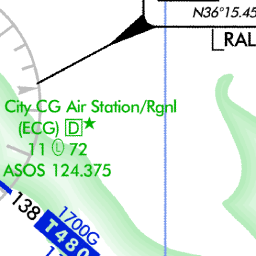 N36°15.45
RAL
City CG Air Station/Rgnl
(ECG) D★
11 Ⓛ 72
ASOS 124.375
138
1700G
T480